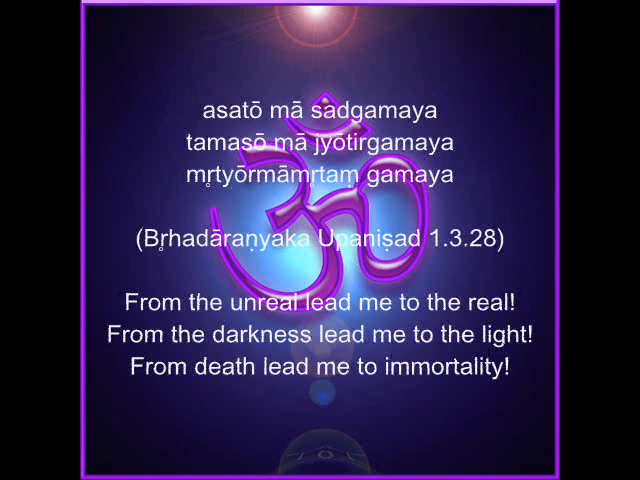 asatō mā sadgamaya
tamasō mā jyōtirgamaya
mr̥tyōrmāmr̥taṃ gamaya
(Br̥hadāraṇyaka Upaniṣad 1.3.28)
From the unreal lead me to the real!
From the darkness lead me to the light!
From death lead me to immortality!
ॐ